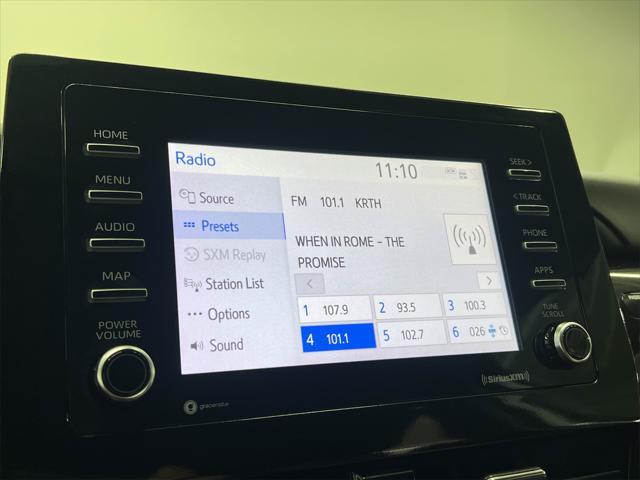 HOME
MENU
AUDIO
MAP
POWER
VOLUME
Radio
11:10
Source
Presets
SXM Replay
Station List
Options
Sound
FM 101.1 KRTH
WHEN IN ROME - THE
PROMISE
1 107.9
2 93.5
3 100.3
4 101.1
5 102.7
6 026
SEEK >
< TRACK
PHONE
APPS
TUNE
SCROLL
gracenote
((SiriusXM))